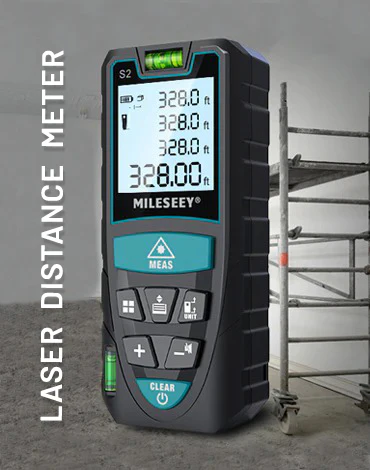 LASER DISTANCE METER
S2
328.0 ft
328.0 ft
328.0 ft
328.00 ft
MILESEEY®
MEAS
UNIT
CLEAR